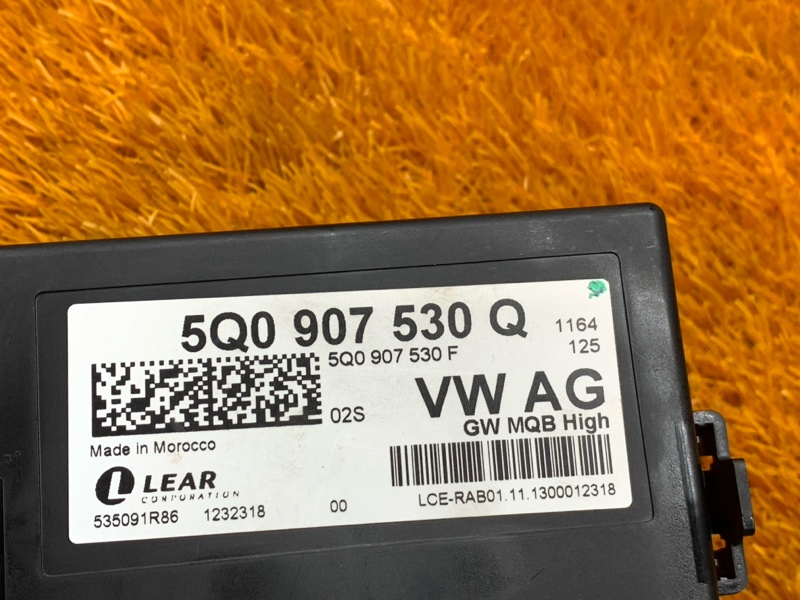 5Q0 907 530 Q 1164
5Q0 907 530 F 125
VW AG
02S
GW MQB High
Made in Morocco
LEAR
CORPORATION
LCE-RAB01.11.1300012318
535091R86 1232318 00